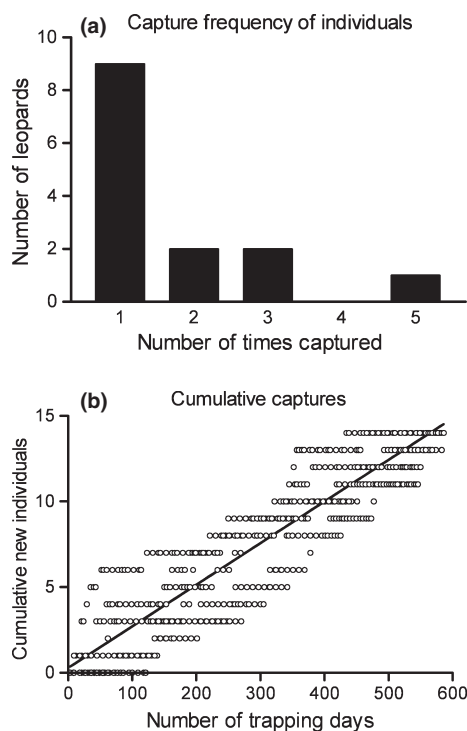 (a) Capture frequency of individuals
10
8
6
4
2
0
Number of leopards
1 2 3 4 5
Number of times captured
(b) Cumulative captures
15
10
5
0
Cumulative new individuals
0 100 200 300 400 500 600
Number of trapping days